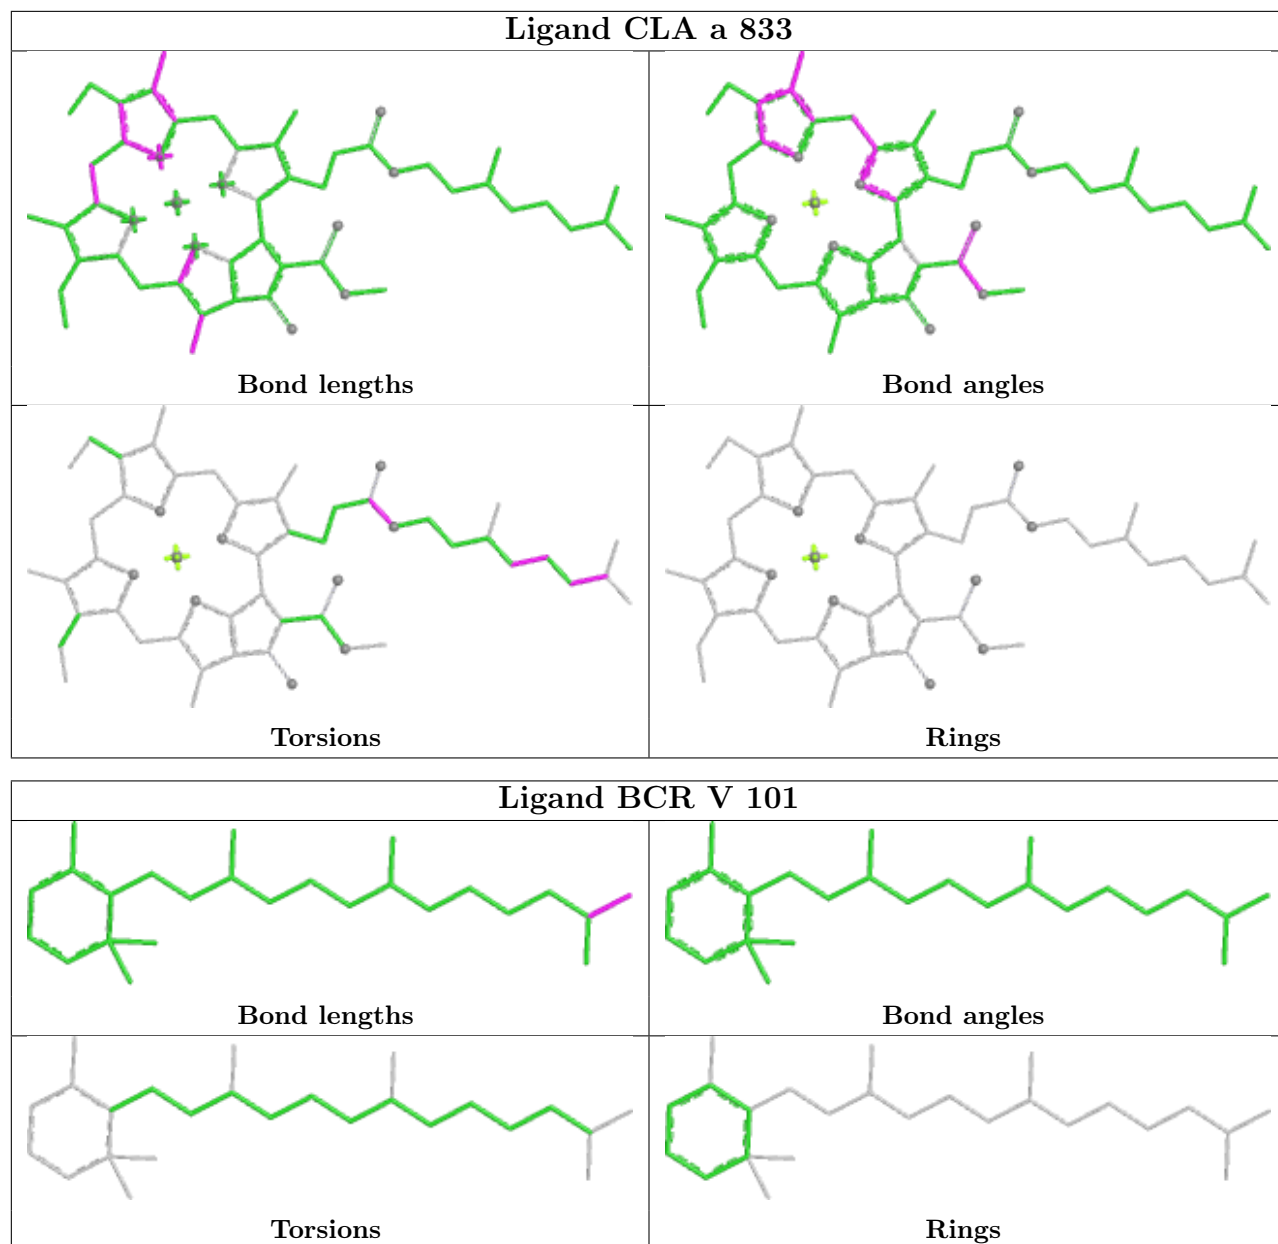 Ligand CLA a 833
Bond lengths
Bond angles
Torsions
Rings
Ligand BCR V 101
Bond lengths
Bond angles
Torsions
Rings